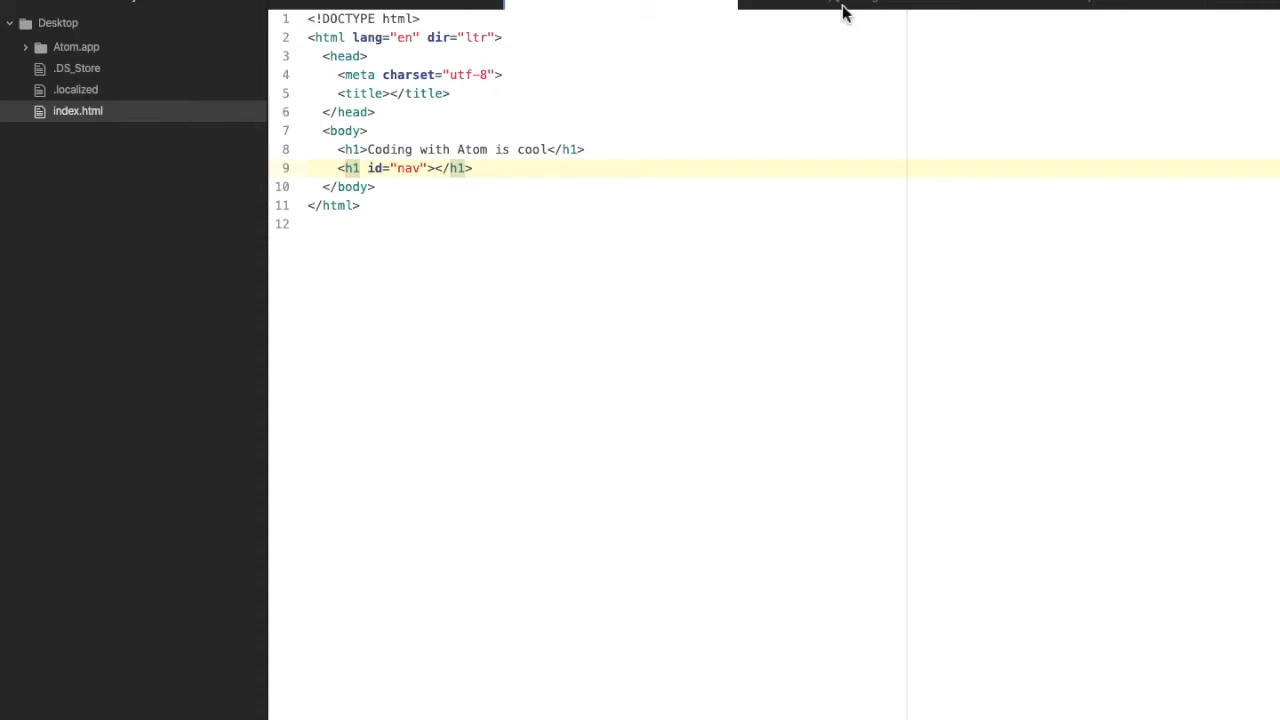 Desktop
Atom.app
.DS_Store
.localized
index.html
1 <!DOCTYPE html>
2 <html lang="en" dir="ltr">
3 <head>
4 <meta charset="utf-8">
5 <title></title>
6 </head>
7 <body>
8 <h1>Coding with Atom is cool</h1>
9 <h1 id="nav"></h1>
10 </body>
11 </html>
12